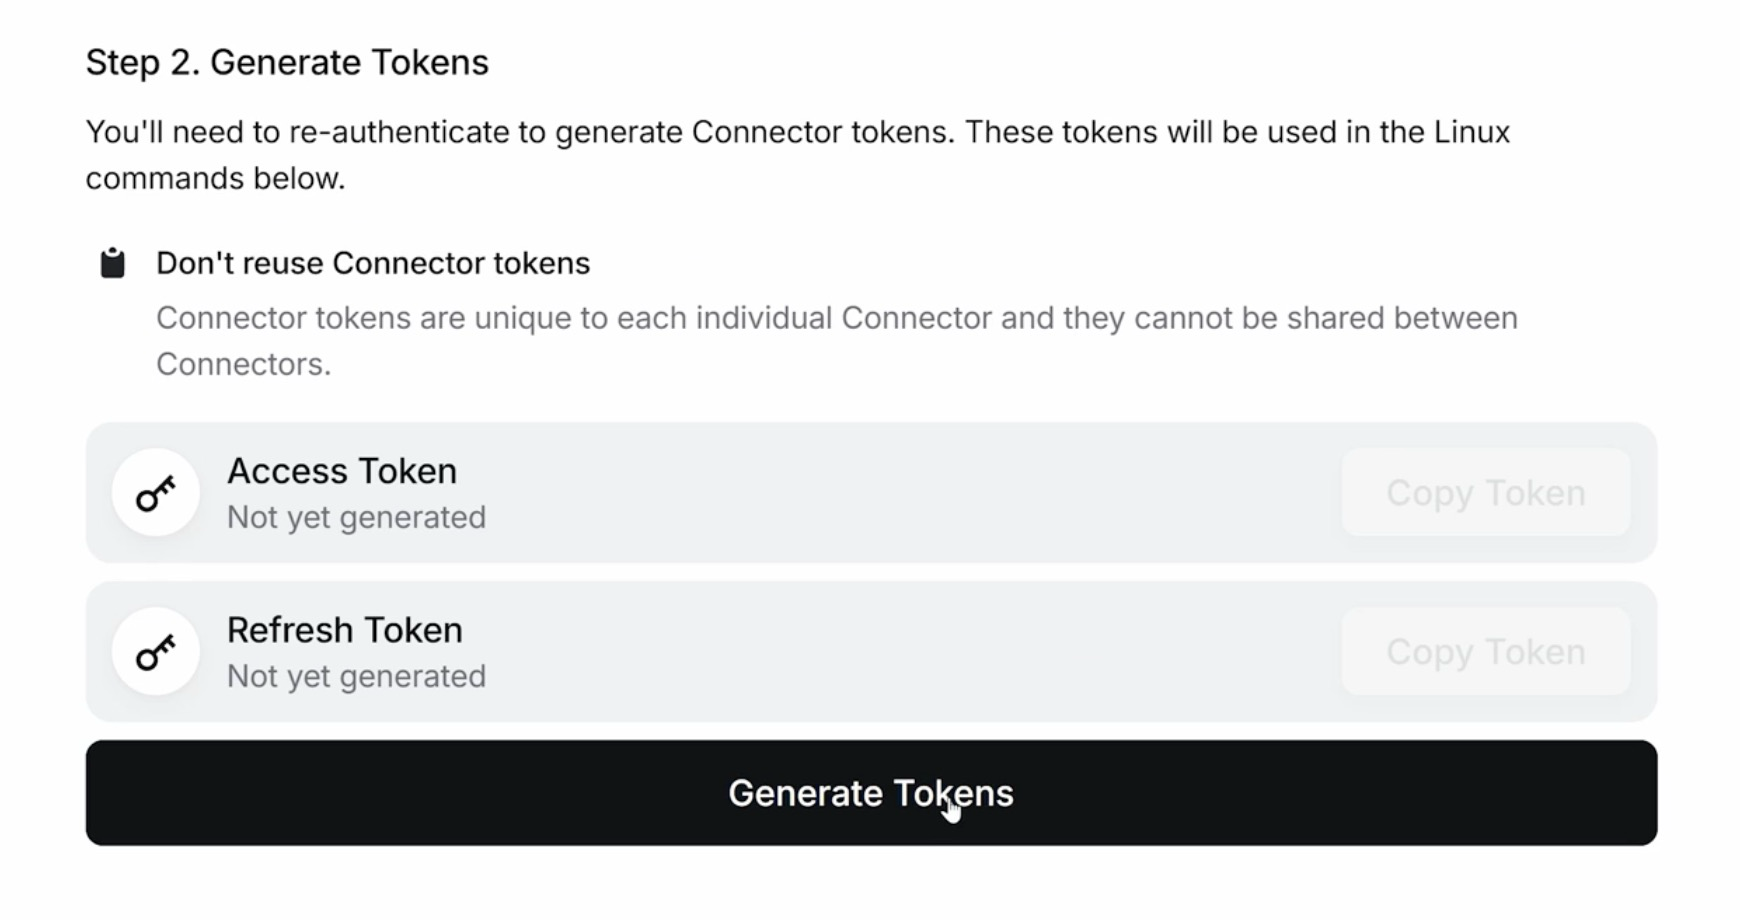 Step 2. Generate Tokens
You'll need to re-authenticate to generate Connector tokens. These tokens will be used in the Linux
commands below.
Don't reuse Connector tokens
Connector tokens are unique to each individual Connector and they cannot be shared between
Connectors.
Access Token
Not yet generated
Copy Token
Refresh Token
Not yet generated
Copy Token
Generate Tokens